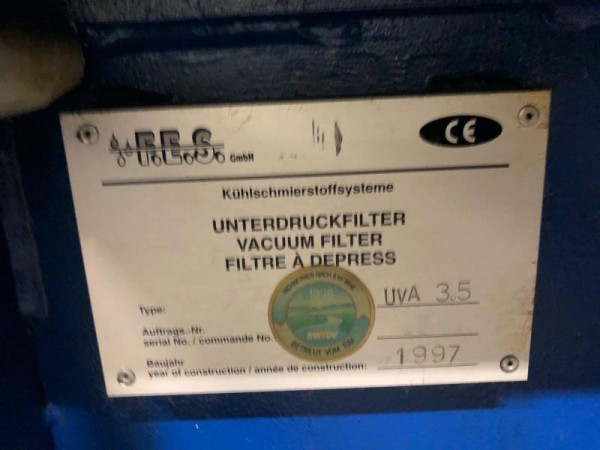 F.E.S. GmbH
CE
Kühlschmierstoffsysteme
UNTERDRUCKFILTER
VACUUM FILTER
FILTRE À DEPRESS
Type: UVA 3.5
Auftrags.-Nr.
serial No. / commande No.:
Baujahr
year of construction / année de construction: 1997